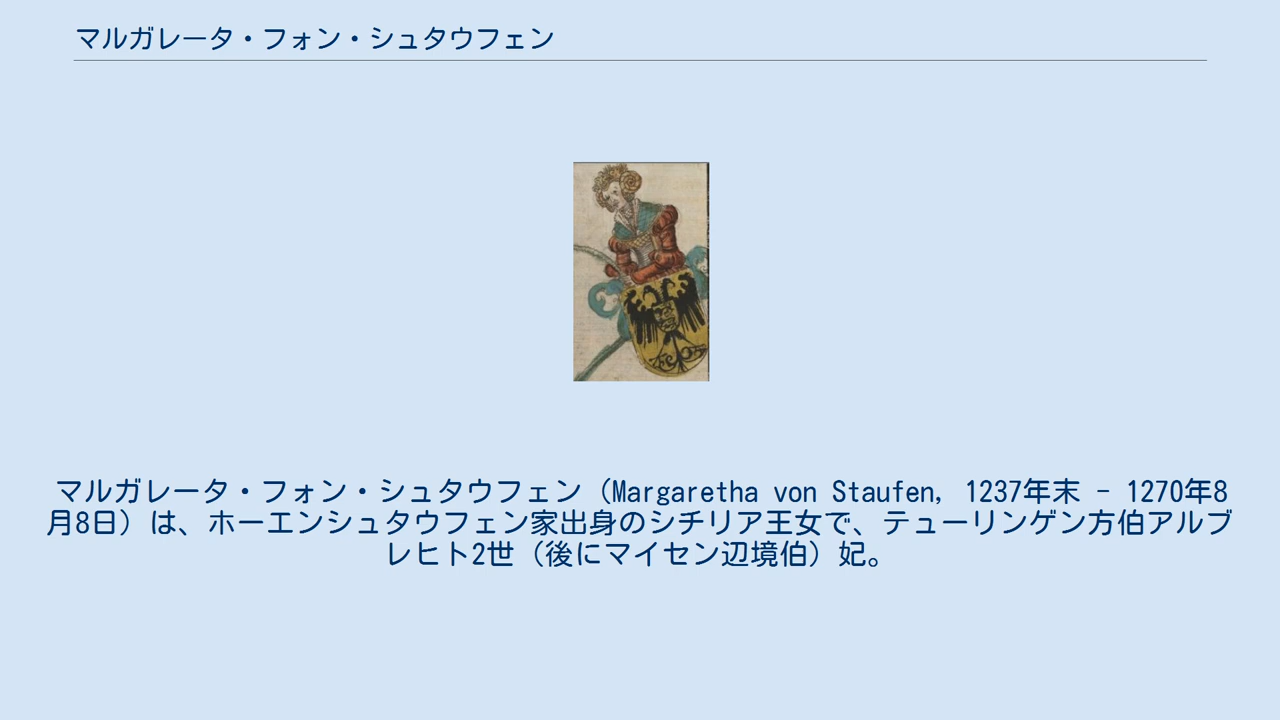 マルガレータ・フォン・シュタウフェン
マルガレータ・フォン・シュタウフェン（Margaretha von Staufen, 1237年末 - 1270年8
月8日）は、ホーエンシュタウフェン家出身のシチリア王女で、テューリンゲン方伯アルブ
レヒト2世（後にマイセン辺境伯）妃。